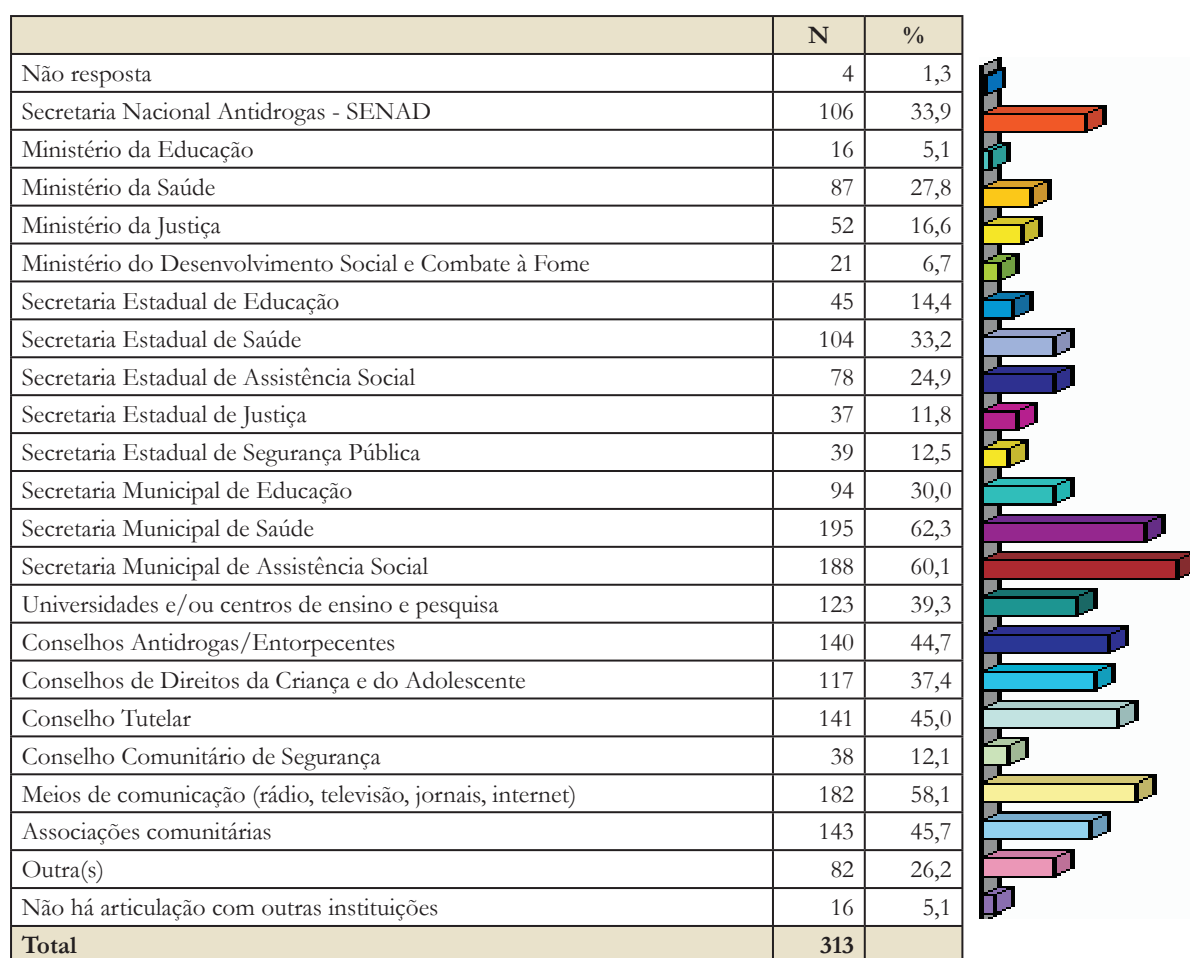 N %
Não resposta 4 1,3
Secretaria Nacional Antidrogas - SENAD 106 33,9
Ministério da Educação 16 5,1
Ministério da Saúde 87 27,8
Ministério da Justiça 52 16,6
Ministério do Desenvolvimento Social e Combate à Fome 21 6,7
Secretaria Estadual de Educação 45 14,4
Secretaria Estadual de Saúde 104 33,2
Secretaria Estadual de Assistência Social 78 24,9
Secretaria Estadual de Justiça 37 11,8
Secretaria Estadual de Segurança Pública 39 12,5
Secretaria Municipal de Educação 94 30,0
Secretaria Municipal de Saúde 195 62,3
Secretaria Municipal de Assistência Social 188 60,1
Universidades e/ou centros de ensino e pesquisa 123 39,3
Conselhos Antidrogas/Entorpecentes 140 44,7
Conselhos de Direitos da Criança e do Adolescente 117 37,4
Conselho Tutelar 141 45,0
Conselho Comunitário de Segurança 38 12,1
Meios de comunicação (rádio, televisão, jornais, internet) 182 58,1
Associações comunitárias 143 45,7
Outra(s) 82 26,2
Não há articulação com outras instituições 16 5,1
Total 313